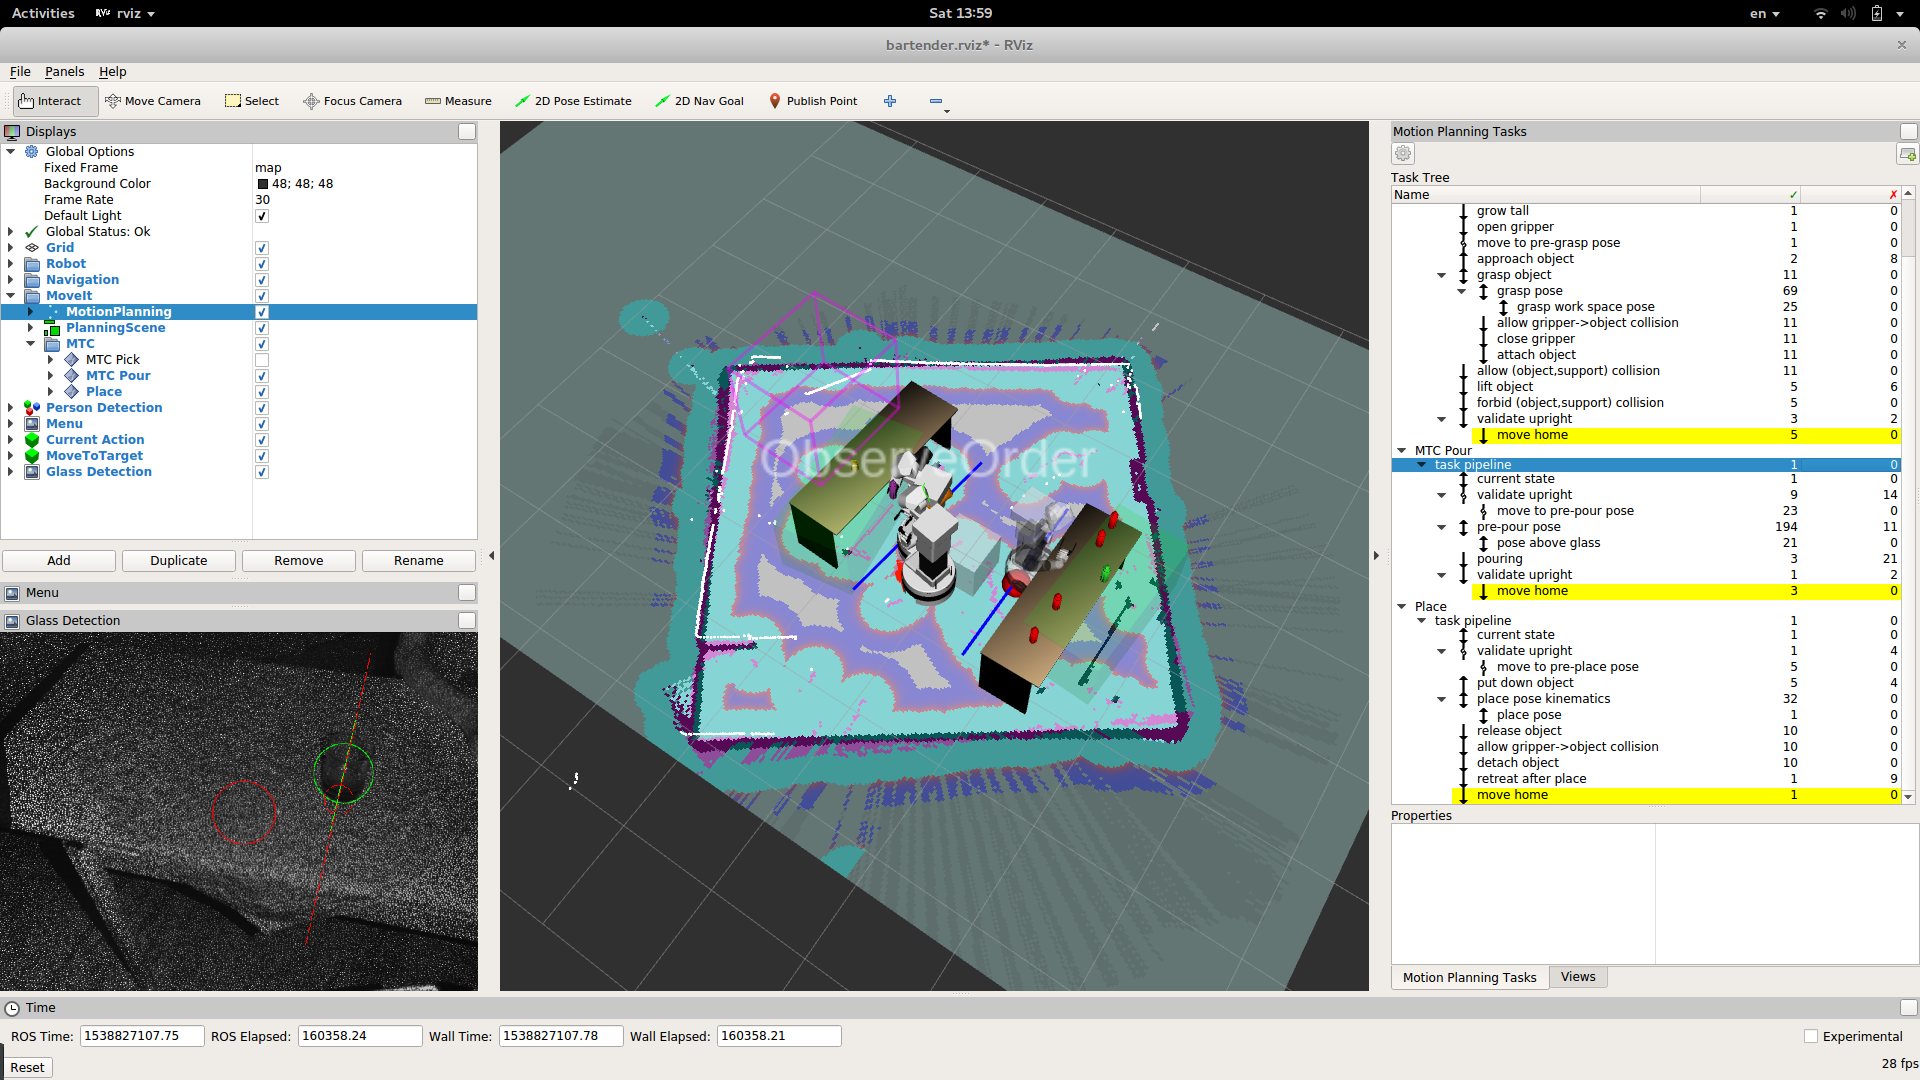 Activities rviz Sat 13:59 en
bartender.rviz* - RViz
File Panels Help
Interact Move Camera Select Focus Camera Measure 2D Pose Estimate 2D Nav Goal Publish Point
Displays
Global Options
Fixed Frame map
Background Color 48; 48; 48
Frame Rate 30
Default Light
Global Status: Ok
Grid
Robot
Navigation
MoveIt
MotionPlanning
PlanningScene
MTC
MTC Pick
MTC Pour
Place
Person Detection
Menu
Current Action
MoveToTarget
Glass Detection
Add Duplicate Remove Rename
Menu
Glass Detection
ObserveOrder
Motion Planning Tasks
Task Tree
Name ✓ ✗
grow tall 1 0
open gripper 1 0
move to pre-grasp pose 1 0
approach object 2 8
grasp object 11 0
grasp pose 69 0
grasp work space pose 25 0
allow gripper->object collision 11 0
close gripper 11 0
attach object 11 0
allow (object,support) collision 11 0
lift object 5 6
forbid (object,support) collision 5 0
validate upright 3 2
move home 5 0
MTC Pour
task pipeline 1 0
current state 1 0
validate upright 9 14
move to pre-pour pose 23 0
pre-pour pose 194 11
pose above glass 21 0
pouring 3 21
validate upright 1 2
move home 3 0
Place
task pipeline 1 0
current state 1 0
validate upright 1 4
move to pre-place pose 5 0
put down object 5 4
place pose kinematics 32 0
place pose 1 0
release object 10 0
allow gripper->object collision 10 0
detach object 10 0
retreat after place 1 9
move home 1 0
Properties
Motion Planning Tasks Views
Time
ROS Time: 1538827107.75 ROS Elapsed: 160358.24 Wall Time: 1538827107.78 Wall Elapsed: 160358.21 Experimental
Reset 28 fps